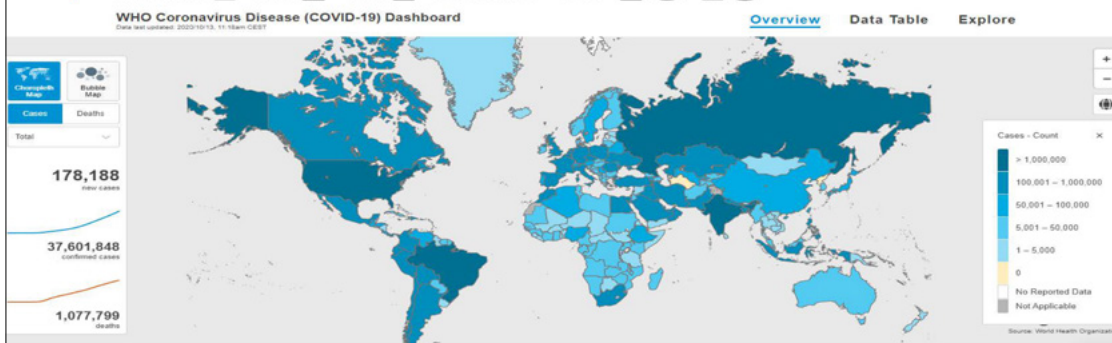 WHO Coronavirus Disease (COVID-19) Dashboard
Data last updated: 2020/10/13, 11:16am CEST
Overview Data Table Explore
Choropleth Map
Bubble Map
Cases Deaths
Total
178,188
new cases
37,601,848
confirmed cases
1,077,799
deaths
+
−
Cases - Count ×
> 1,000,000
100,001 – 1,000,000
50,001 – 100,000
5,001 – 50,000
1 – 5,000
0
No Reported Data
Not Applicable
Source: World Health Organizat